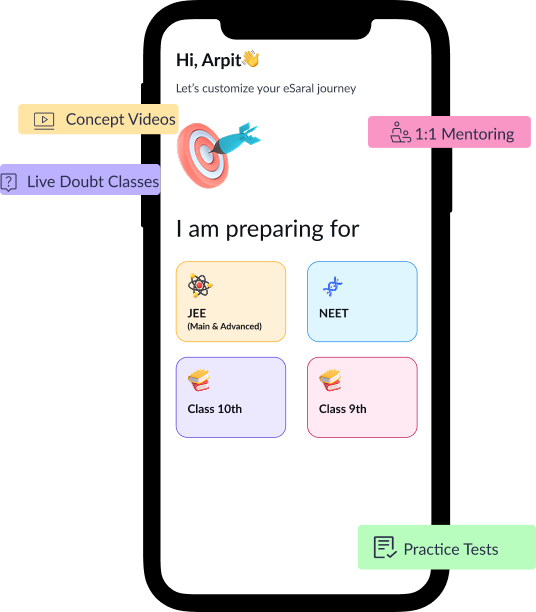 Hi, Arpit👋
Let's customize your eSaral journey
Concept Videos
1:1 Mentoring
Live Doubt Classes
I am preparing for
JEE
(Main & Advanced)
NEET
Class 10th
Class 9th
Practice Tests